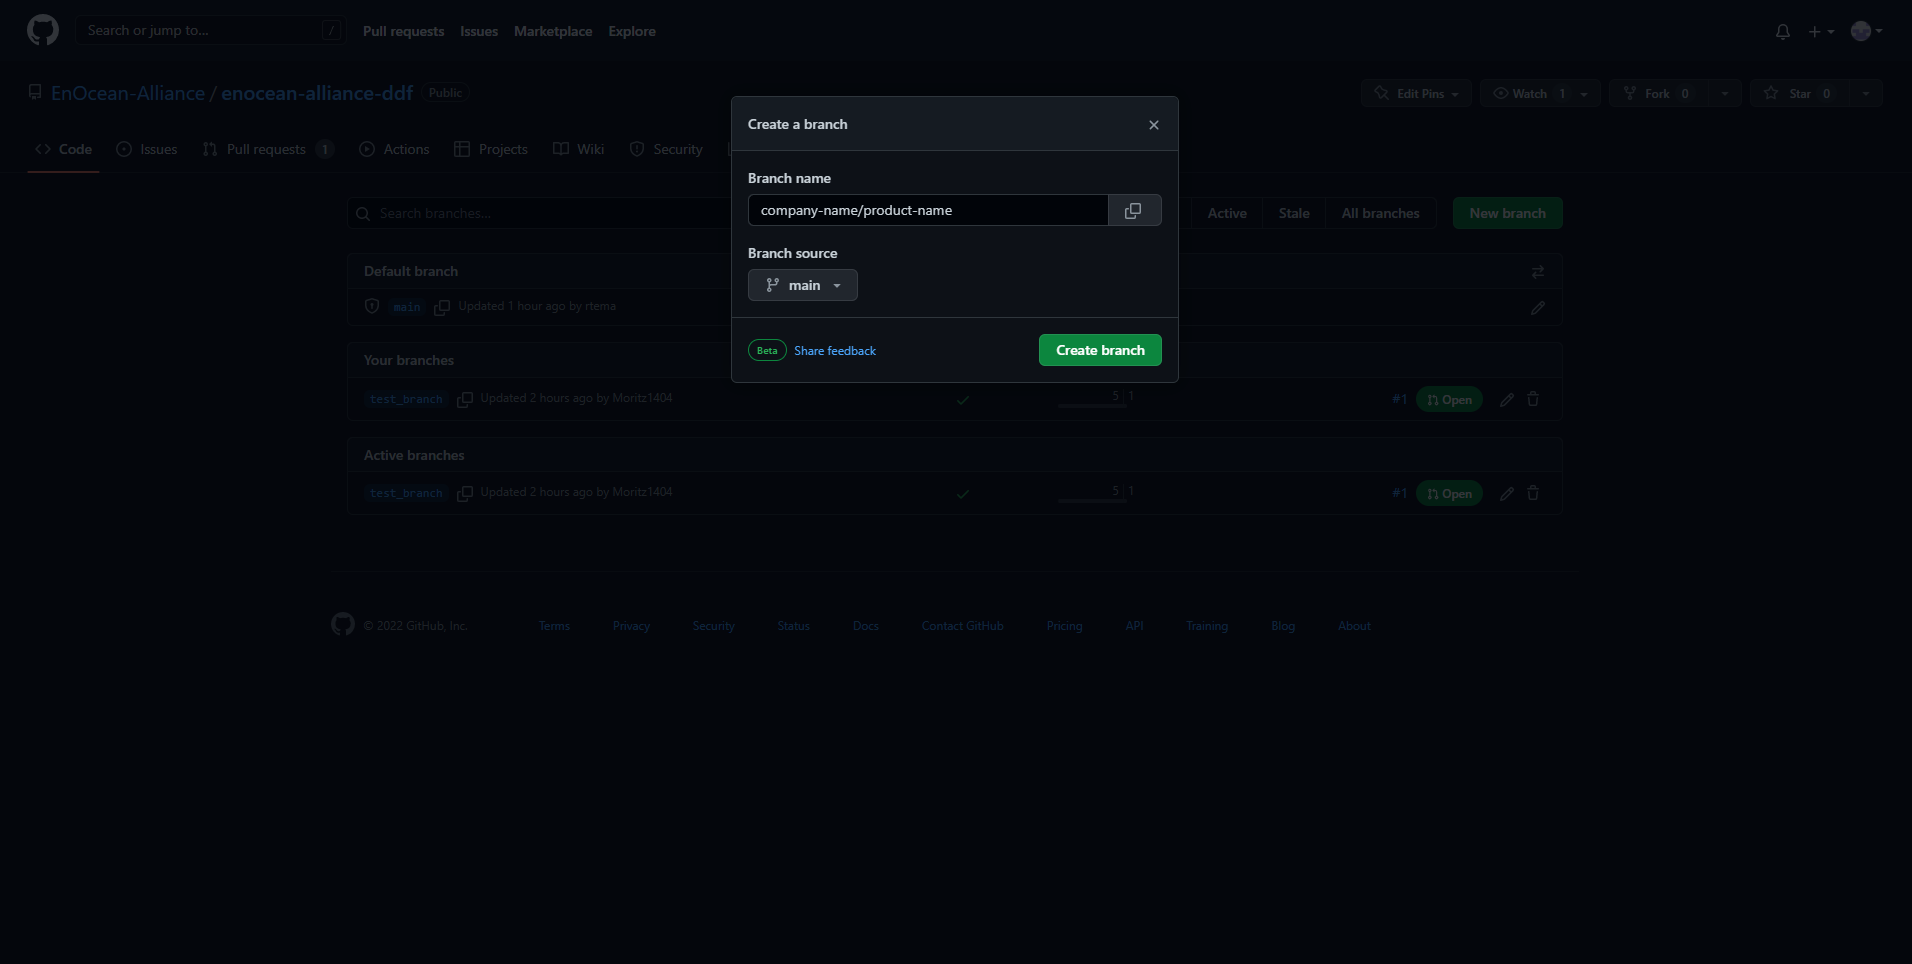 Search or jump to... / Pull requests Issues Marketplace Explore
EnOcean-Alliance / enocean-alliance-ddf Public Edit Pins Watch 1 Fork 0 Star 0
Code Issues Pull requests 1 Actions Projects Wiki Security
Create a branch
Branch name
company-name/product-name
Branch source
main
Beta Share feedback Create branch
Search branches... Active Stale All branches New branch
Default branch
main Updated 1 hour ago by rtema
Your branches
test_branch Updated 2 hours ago by Moritz1404 5 1 #1 Open
Active branches
test_branch Updated 2 hours ago by Moritz1404 5 1 #1 Open
© 2022 GitHub, Inc. Terms Privacy Security Status Docs Contact GitHub Pricing API Training Blog About